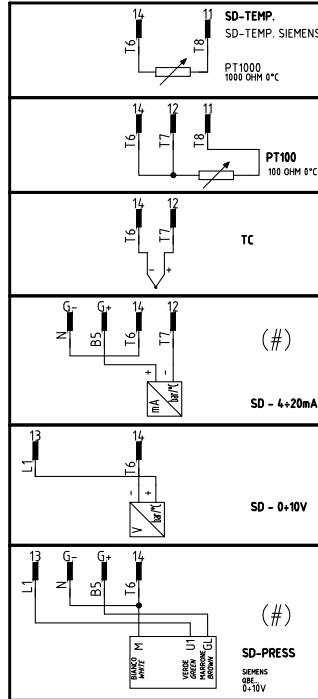 14 11 SD-TEMP.
SD-TEMP. SIEMENS
T6 T8
PT1000
1000 OHM 0°C
14 12 11
T6 T7 T8
PT100
100 OHM 0°C
14 12
T6 T7
TC
- +
G- G+ 14 12
N B5 T6 T7
(#)
+ -
mA bar/°C
SD - 4÷20mA
13 14
L1 T6
- +
V bar/°C
SD - 0÷10V
13 G- G+ 14
L1 N B5 T6
(#)
M U1 GL
BIANCO
WHITE
VERDE
GREEN
MARRONE
BROWN
SD-PRESS
SIEMENS
QBE...
0÷10V